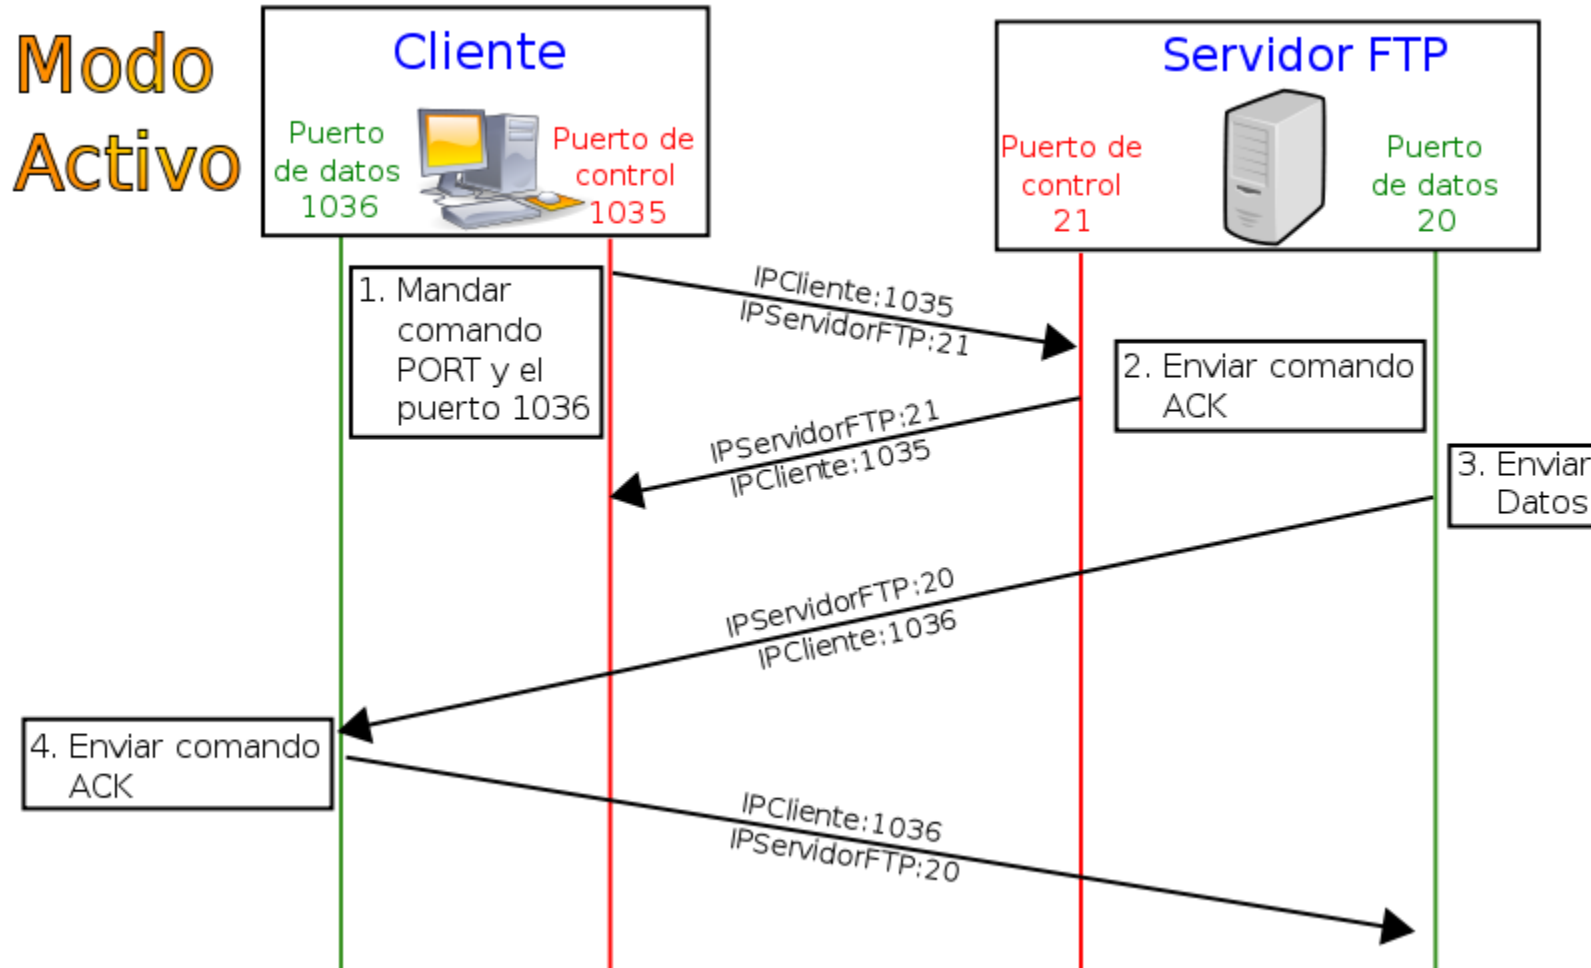 Modo
Activo
Cliente
Puerto
de datos
1036
Puerto de
control
1035
Servidor FTP
Puerto de
control
21
Puerto
de datos
20
1. Mandar
comando
PORT y el
puerto 1036
IPCliente:1035
IPServidorFTP:21
2. Enviar comando
ACK
IPServidorFTP:21
IPCliente:1035
3. Enviar
Datos
IPServidorFTP:20
IPCliente:1036
4. Enviar comando
ACK
IPCliente:1036
IPServidorFTP:20